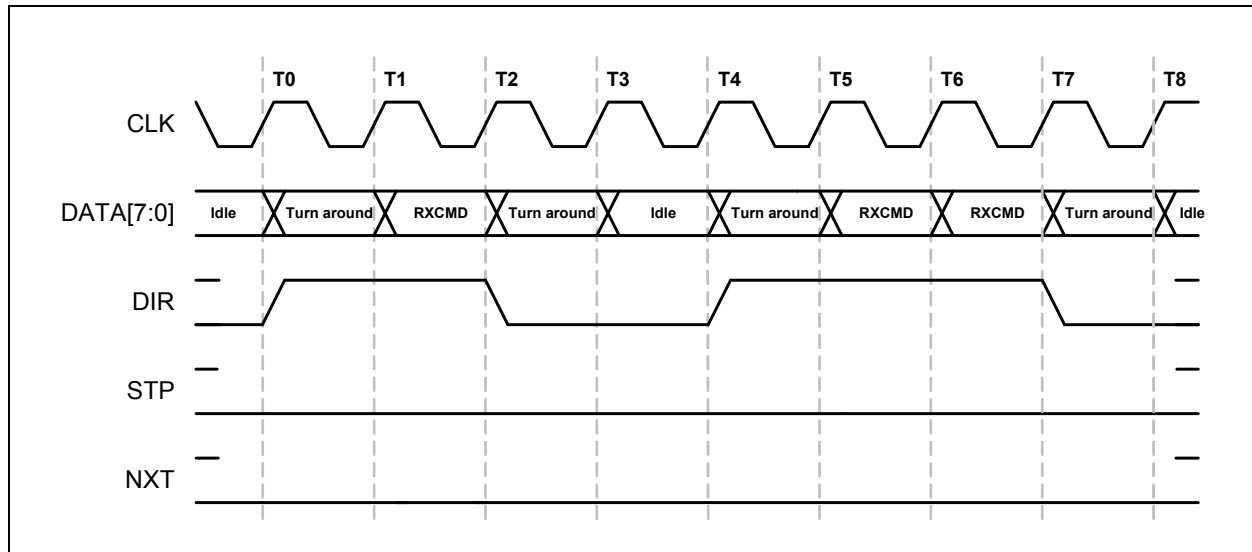 T0 T1 T2 T3 T4 T5 T6 T7 T8
CLK
DATA[7:0] Idle Turn around RXCMD Turn around Idle Turn around RXCMD RXCMD Turn around Idle
DIR
STP
NXT